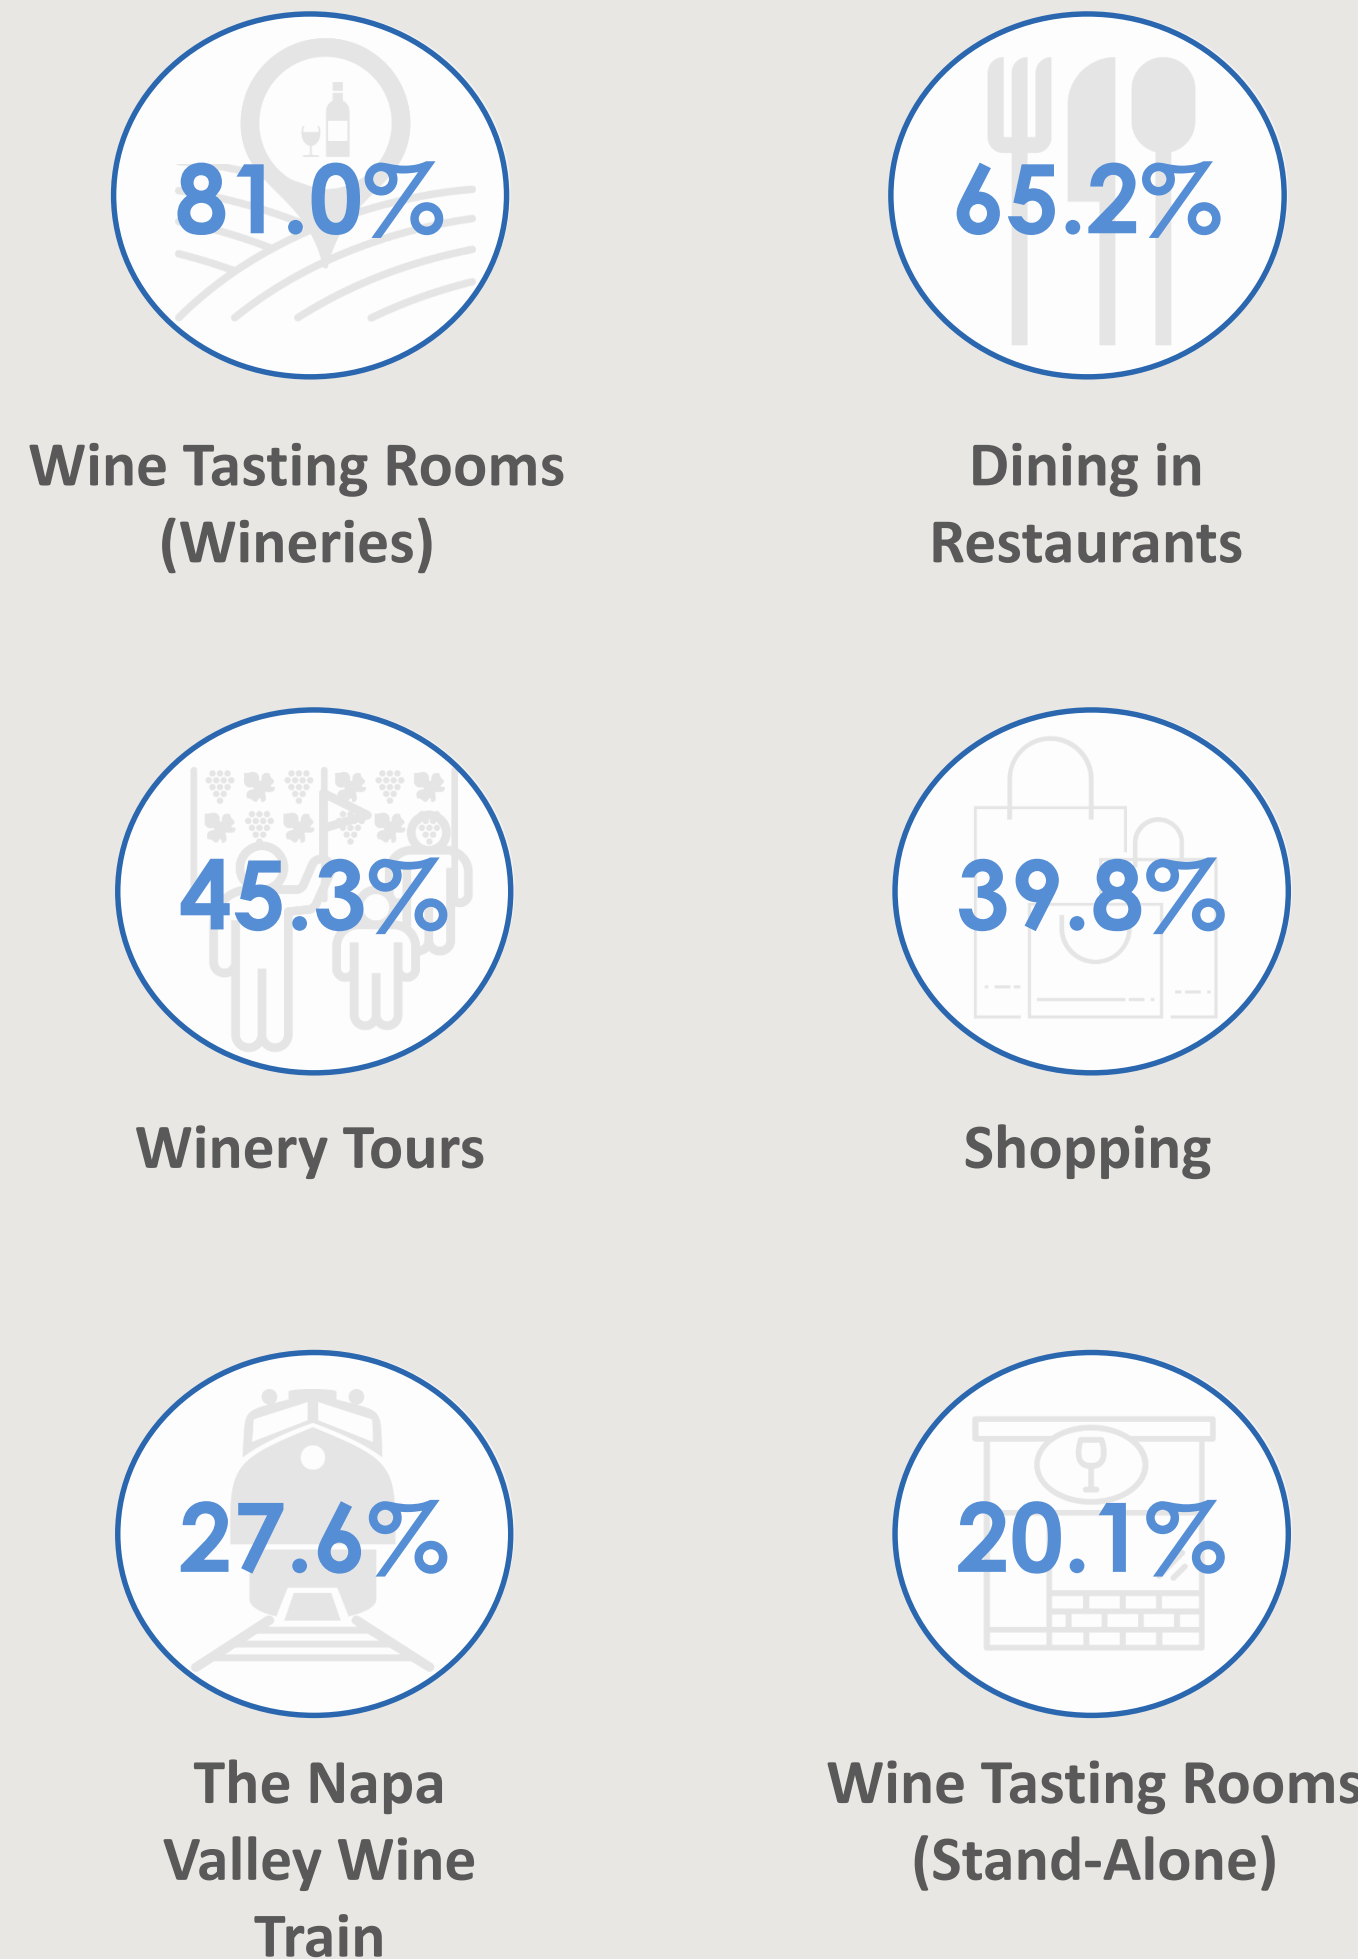 81.0%
Wine Tasting Rooms
(Wineries)
65.2%
Dining in
Restaurants
45.3%
Winery Tours
39.8%
Shopping
27.6%
The Napa
Valley Wine
Train
20.1%
Wine Tasting Rooms
(Stand-Alone)